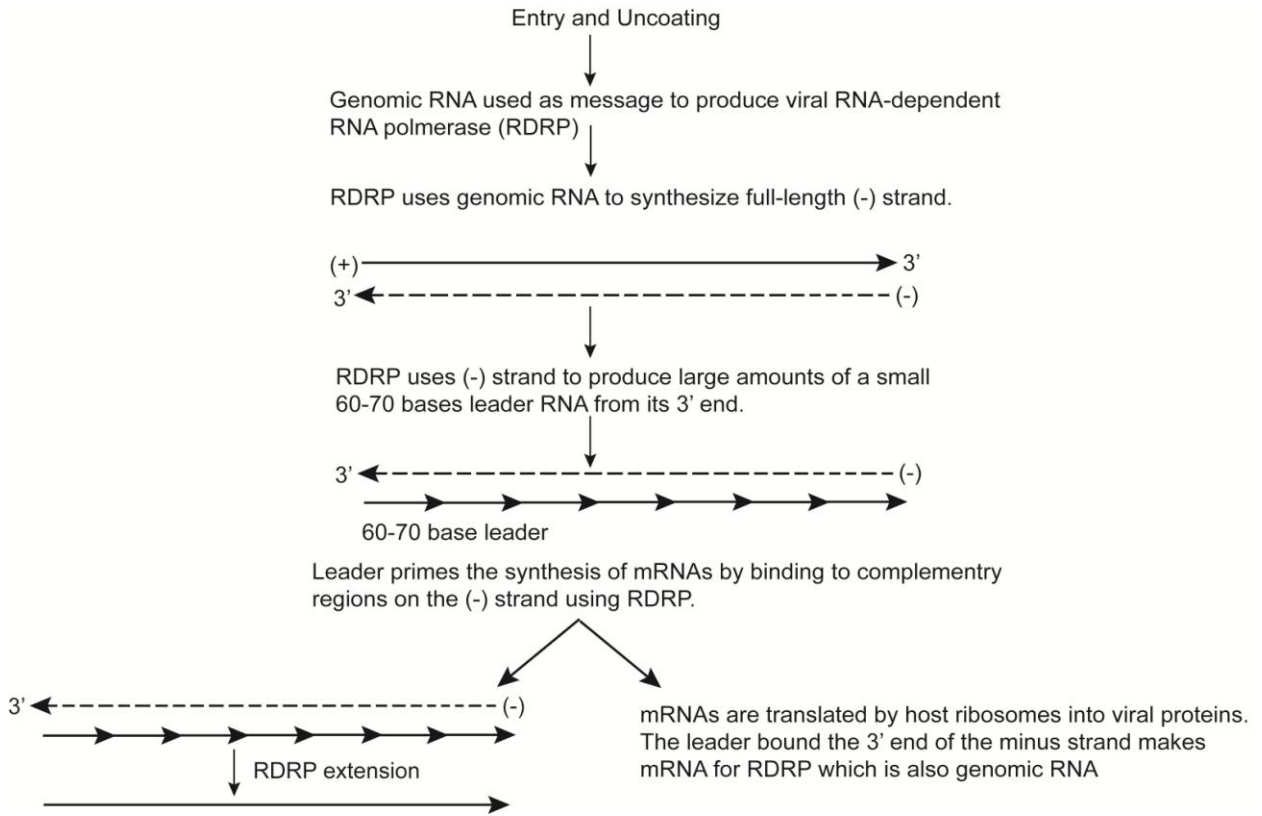 Entry and Uncoating
Genomic RNA used as message to produce viral RNA-dependent
RNA polmerase (RDRP)
RDRP uses genomic RNA to synthesize full-length (-) strand.
(+) 3’
3’ (-)
RDRP uses (-) strand to produce large amounts of a small
60-70 bases leader RNA from its 3’ end.
3’ (-)
60-70 base leader
Leader primes the synthesis of mRNAs by binding to complementry
regions on the (-) strand using RDRP.
3’ (-)
RDRP extension
mRNAs are translated by host ribosomes into viral proteins.
The leader bound the 3’ end of the minus strand makes
mRNA for RDRP which is also genomic RNA